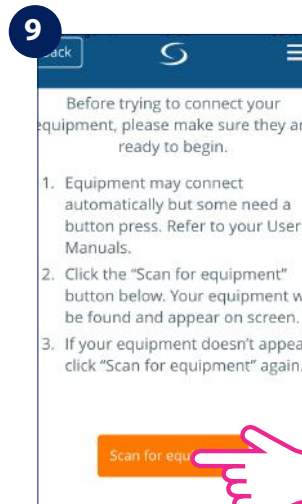 9
ack
Before trying to connect your
equipment, please make sure they ar
ready to begin.
1. Equipment may connect
automatically but some need a
button press. Refer to your User
Manuals.
2. Click the “Scan for equipment”
button below. Your equipment w
be found and appear on screen.
3. If your equipment doesn’t appea
click “Scan for equipment” again.
Scan for equ